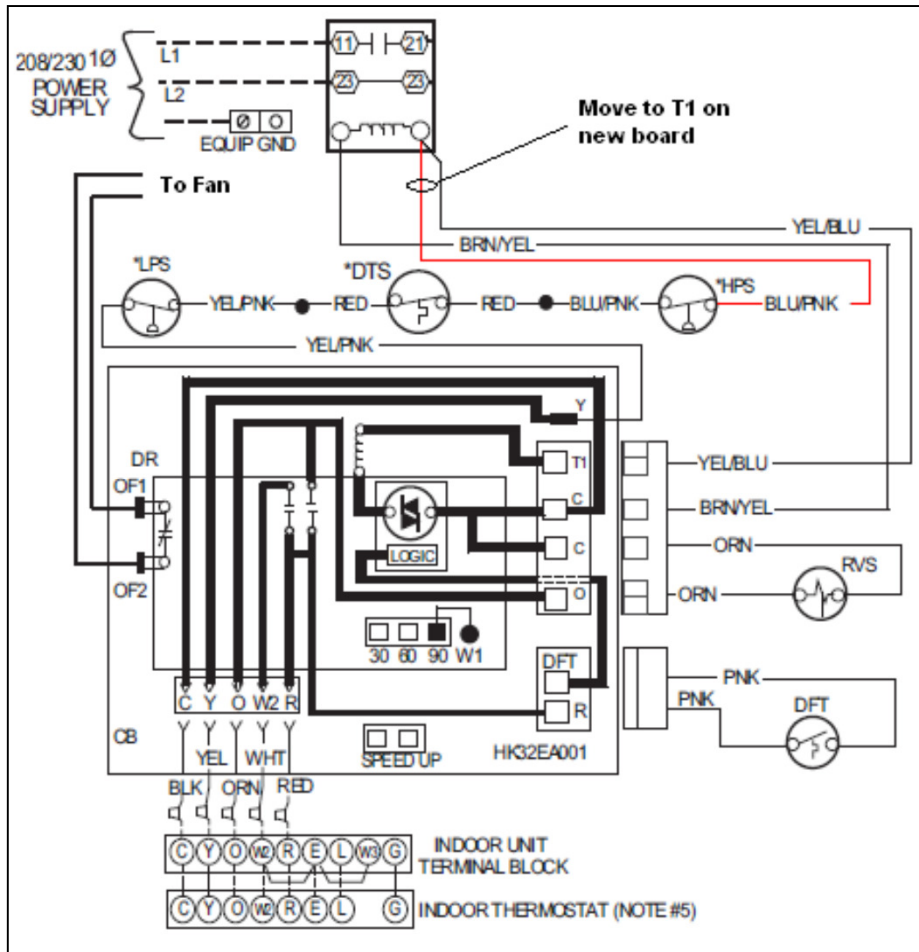 11 21
208/230 1Ø
POWER
SUPPLY
L1
L2
23 23
EQUIP GND
Move to T1 on
new board
To Fan
YEL/BLU
BRN/YEL
*LPS
*DTS
*HPS
YEL/PNK RED RED BLU/PNK BLU/PNK
YEL/PNK
Y
DR
T1
YEL/BLU
OF1
C
BRN/YEL
LOGIC
C
ORN
RVS
OF2
O
ORN
30 60 90 W1
DFT
PNK
PNK
DFT
C Y O W2 R
R
CB
YEL WHT
SPEED UP
HK32EA001
BLK ORN RED
C Y O W2 R E L W3 G
INDOOR UNIT
TERMINAL BLOCK
C Y O W2 R E L G
INDOOR THERMOSTAT (NOTE #5)